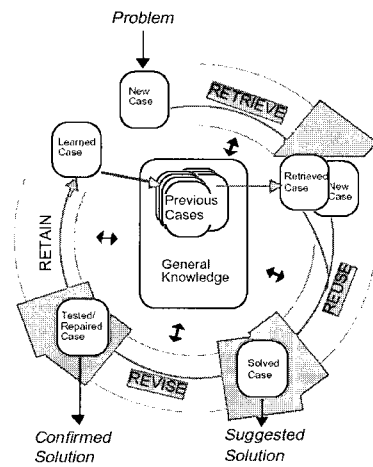 Problem
New
Case
RETRIEVE
Learned
Case
Retrieved
Case
New
Case
Previous
Cases
General
Knowledge
RETAIN
REUSE
Tested/
Repaired
Case
REVISE
Solved
Case
Confirmed
Solution
Suggested
Solution